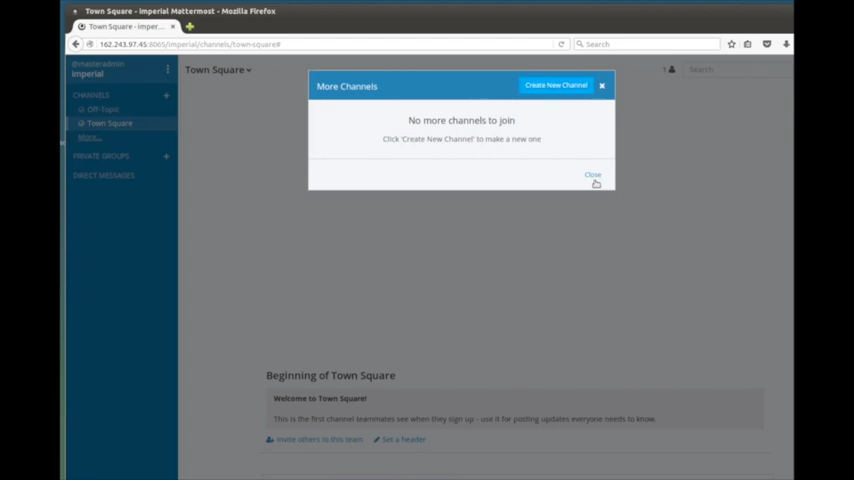 Town Square - imperial Mattermost - Mozilla Firefox
Town Square - imper...
162.243.97.45:8065/imperial/channels/town-square#
Search
@masteradmin
imperial
Town Square
1
Search
More Channels
Create New Channel
CHANNELS
Off-Topic
Town Square
More...
No more channels to join
Click 'Create New Channel' to make a new one
PRIVATE GROUPS
DIRECT MESSAGES
Close
Beginning of Town Square
Welcome to Town Square!
This is the first channel teammates see when they sign up - use it for posting updates everyone needs to know.
Invite others to this team
Set a header